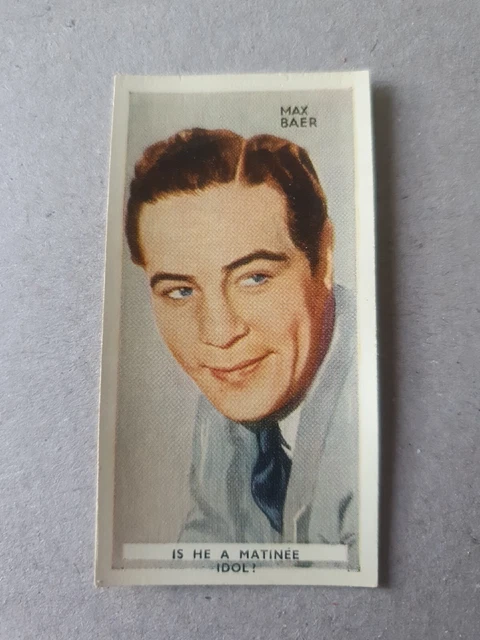 MAX
BAER
IS HE A MATINÉE
IDOL?